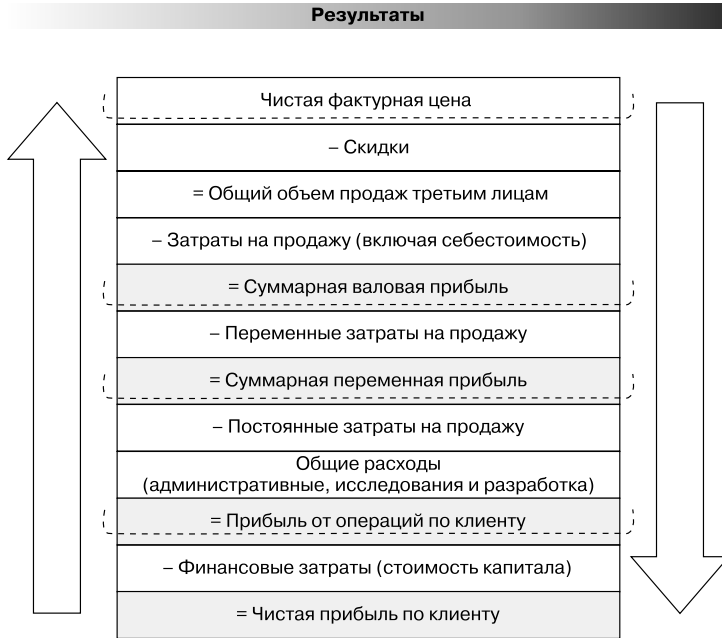 Результаты
Чистая фактурная цена
– Скидки
= Общий объем продаж третьим лицам
– Затраты на продажу (включая себестоимость)
= Суммарная валовая прибыль
– Переменные затраты на продажу
= Суммарная переменная прибыль
– Постоянные затраты на продажу
Общие расходы
(административные, исследования и разработка)
= Прибыль от операций по клиенту
– Финансовые затраты (стоимость капитала)
= Чистая прибыль по клиенту